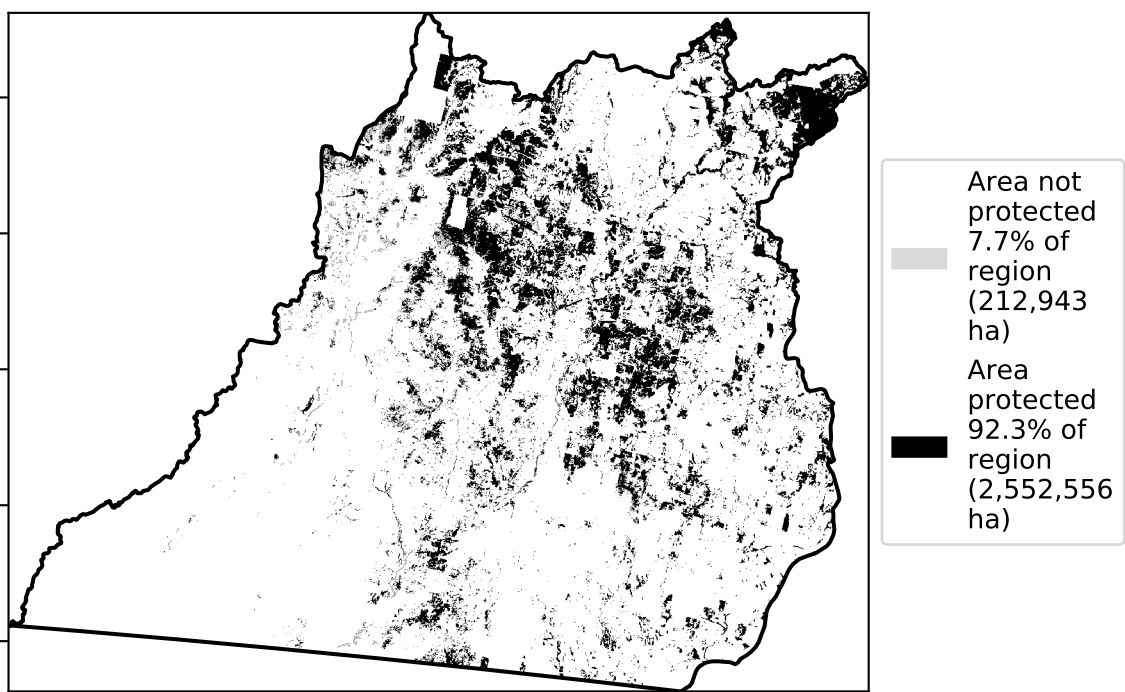 Area not
protected
7.7% of
region
(212,943
ha)
Area
protected
92.3% of
region
(2,552,556
ha)